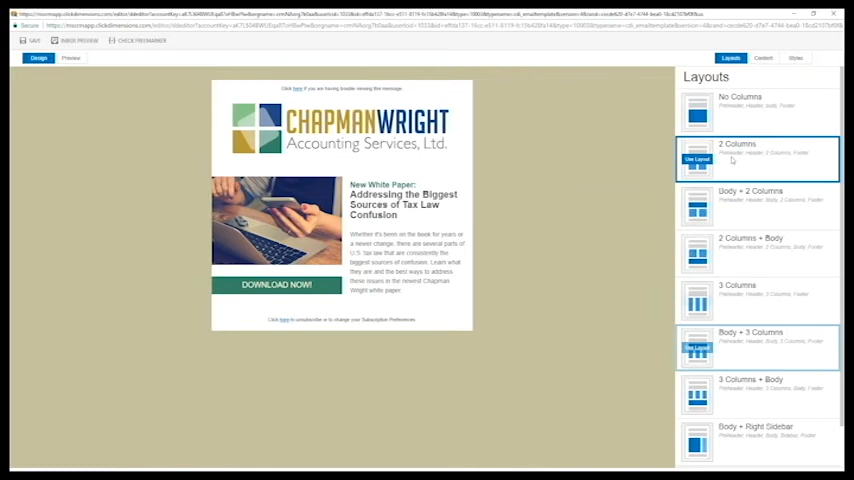 Secure
SAVE
INBOX PREVIEW
CHECK FREEMARKER
Design
Preview
Layouts
Content
Styles
Click here if you are having trouble viewing this message.
CHAPMANWRIGHT
Accounting Services, Ltd.
New White Paper:
Addressing the Biggest
Sources of Tax Law
Confusion
Whether it's been on the book for years or
a newer change, there are several parts of
U.S. tax law that are consistently the
biggest sources of confusion. Learn what
they are and the best ways to address
these issues in the newest Chapman
Wright white paper.
DOWNLOAD NOW!
Click here to unsubscribe or to change your Subscription Preferences
Layouts
No Columns
Preheader, Header, Body, Footer
2 Columns
Preheader, Header, 2 Columns, Footer
Use Layout
Body + 2 Columns
Preheader, Header, Body, 2 Columns, Footer
2 Columns + Body
Preheader, Header, 2 Columns, Body, Footer
3 Columns
Preheader, Header, 3 Columns, Footer
Body + 3 Columns
Preheader, Header, Body, 3 Columns, Footer
Use Layout
3 Columns + Body
Preheader, Header, 3 Columns, Body, Footer
Body + Right Sidebar
Preheader, Header, Body, Sidebar, Footer